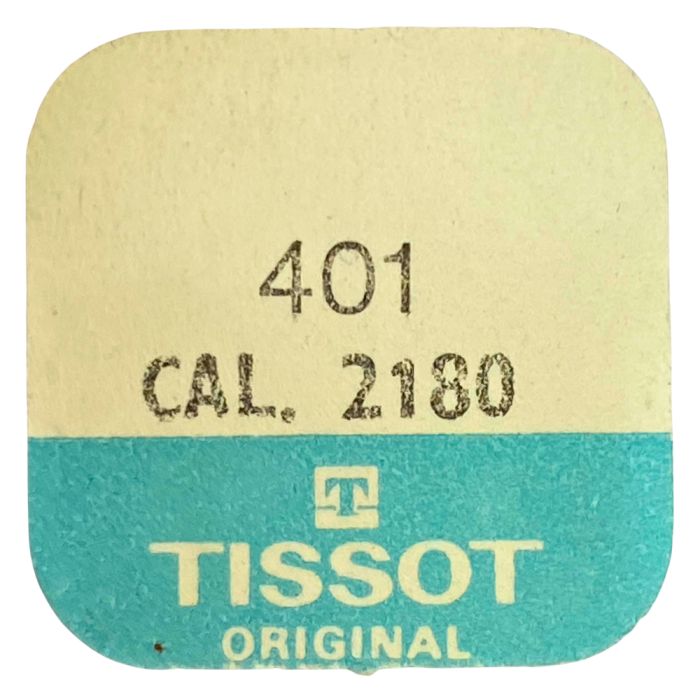 401
CAL. 2180
T
TISSOT
ORIGINAL